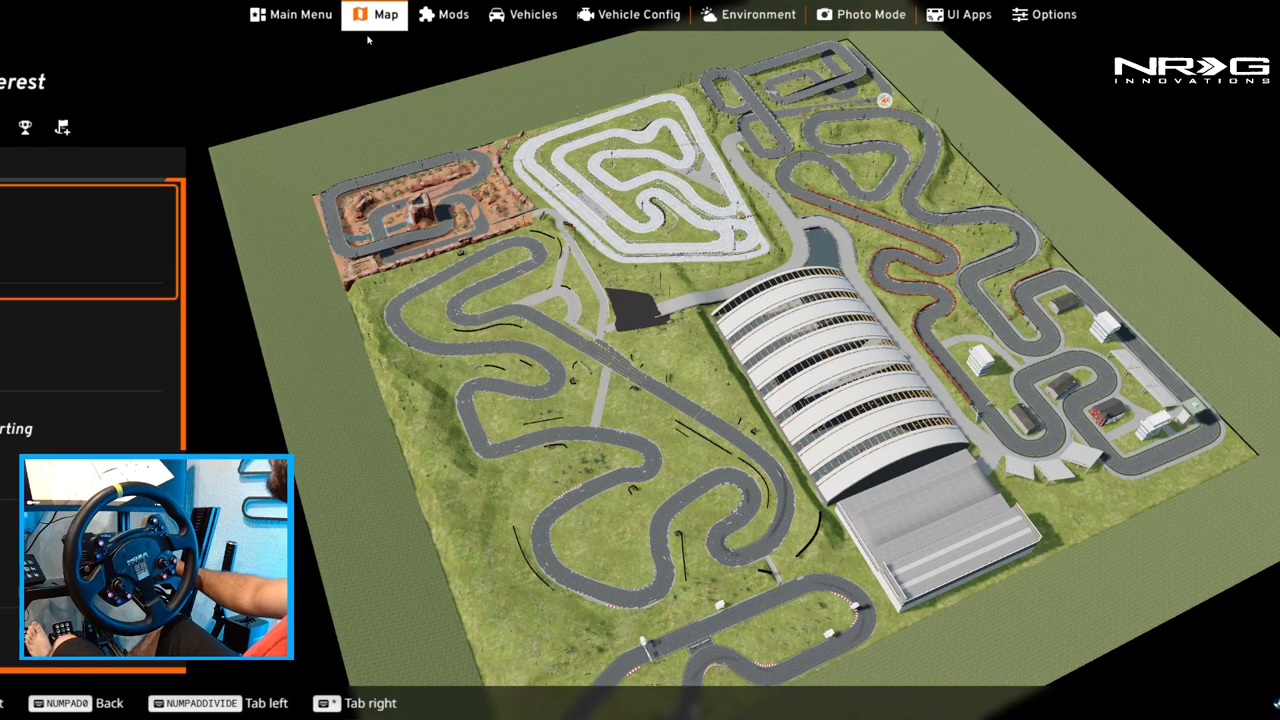 Main Menu
Map
Mods
Vehicles
Vehicle Config
Environment
Photo Mode
UI Apps
Options
erest
NRG
INNOVATIONS
rting
MOZA
t
NUMPAD0 Back
NUMPADDIVIDE Tab left
* Tab right